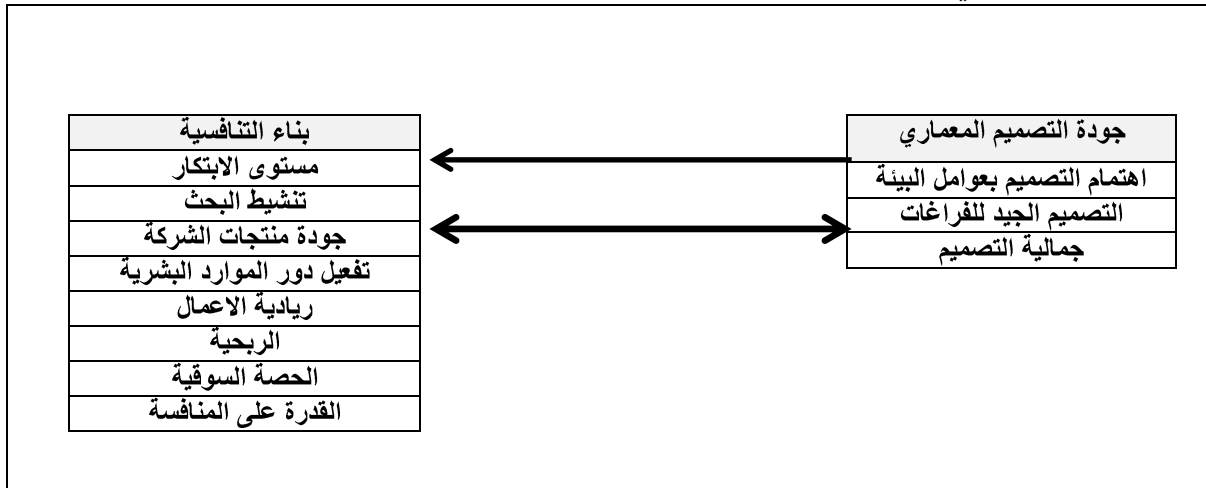 جودة التصميم المعماري
اهتمام التصميم بعوامل البيئة
التصميم الجيد للفراغات
جمالية التصميم
بناء التنافسية
مستوى الابتكار
تنشيط البحث
جودة منتجات الشركة
تفعيل دور الموارد البشرية
ريادية الاعمال
الربحية
الحصة السوقية
القدرة على المنافسة